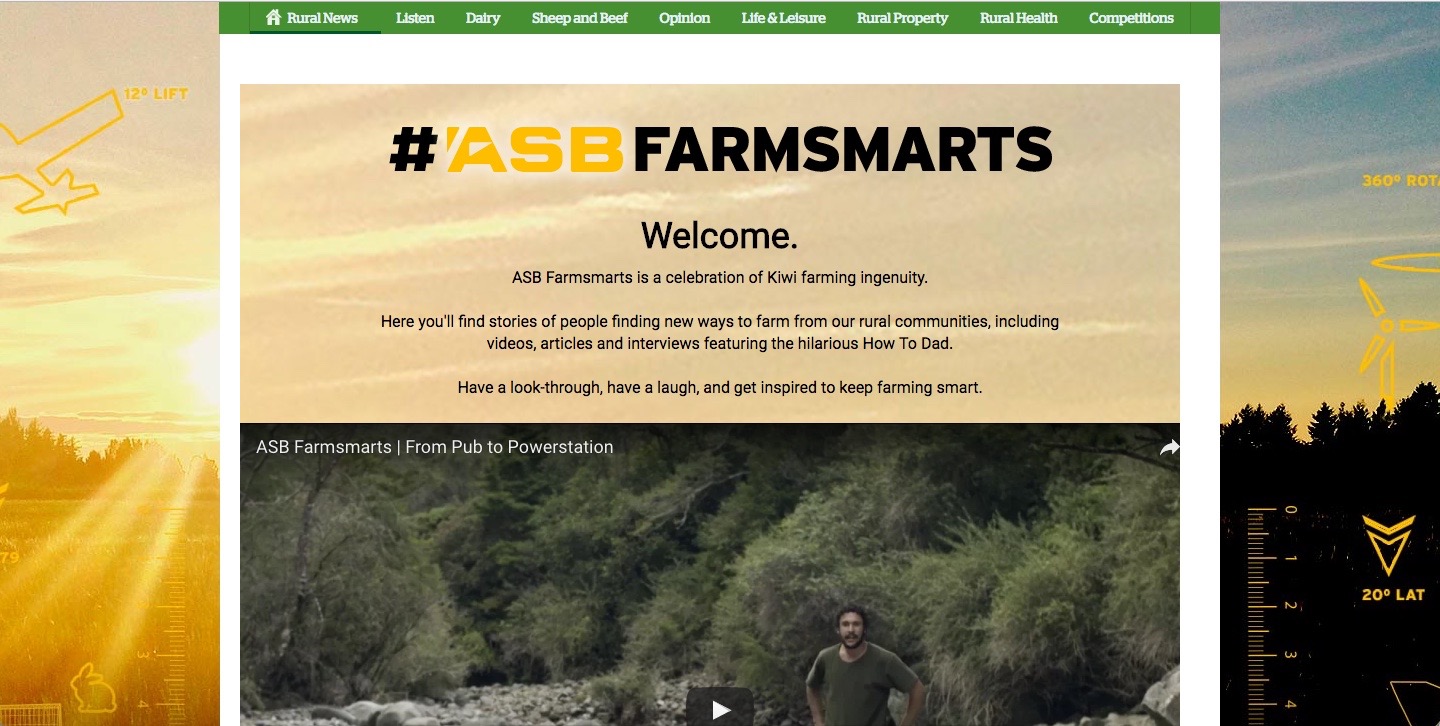 Rural News Listen Dairy Sheep and Beef Opinion Life & Leisure Rural Property Rural Health Competitions
12º LIFT
#ASB FARMSMARTS
360º ROTA
Welcome.
ASB Farmsmarts is a celebration of Kiwi farming ingenuity.
Here you'll find stories of people finding new ways to farm from our rural communities, including
videos, articles and interviews featuring the hilarious How To Dad.
Have a look-through, have a laugh, and get inspired to keep farming smart.
ASB Farmsmarts | From Pub to Powerstation
79
0
1
2
3
4
20º LAT
3
4